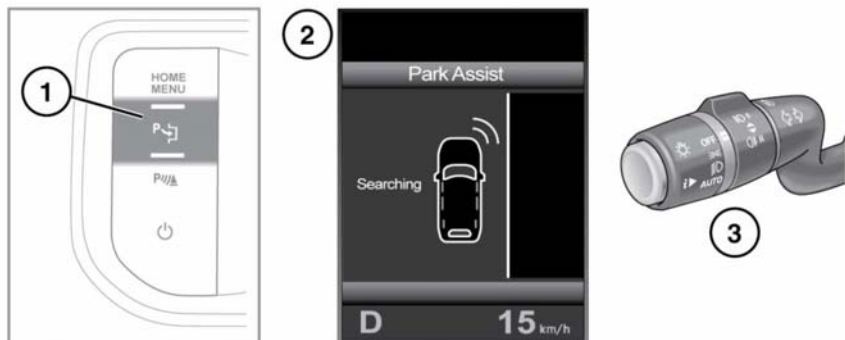 1
HOME
MENU
P
P
2
Park Assist
Searching
D
15 km/h
OFF
AUTO
R
3